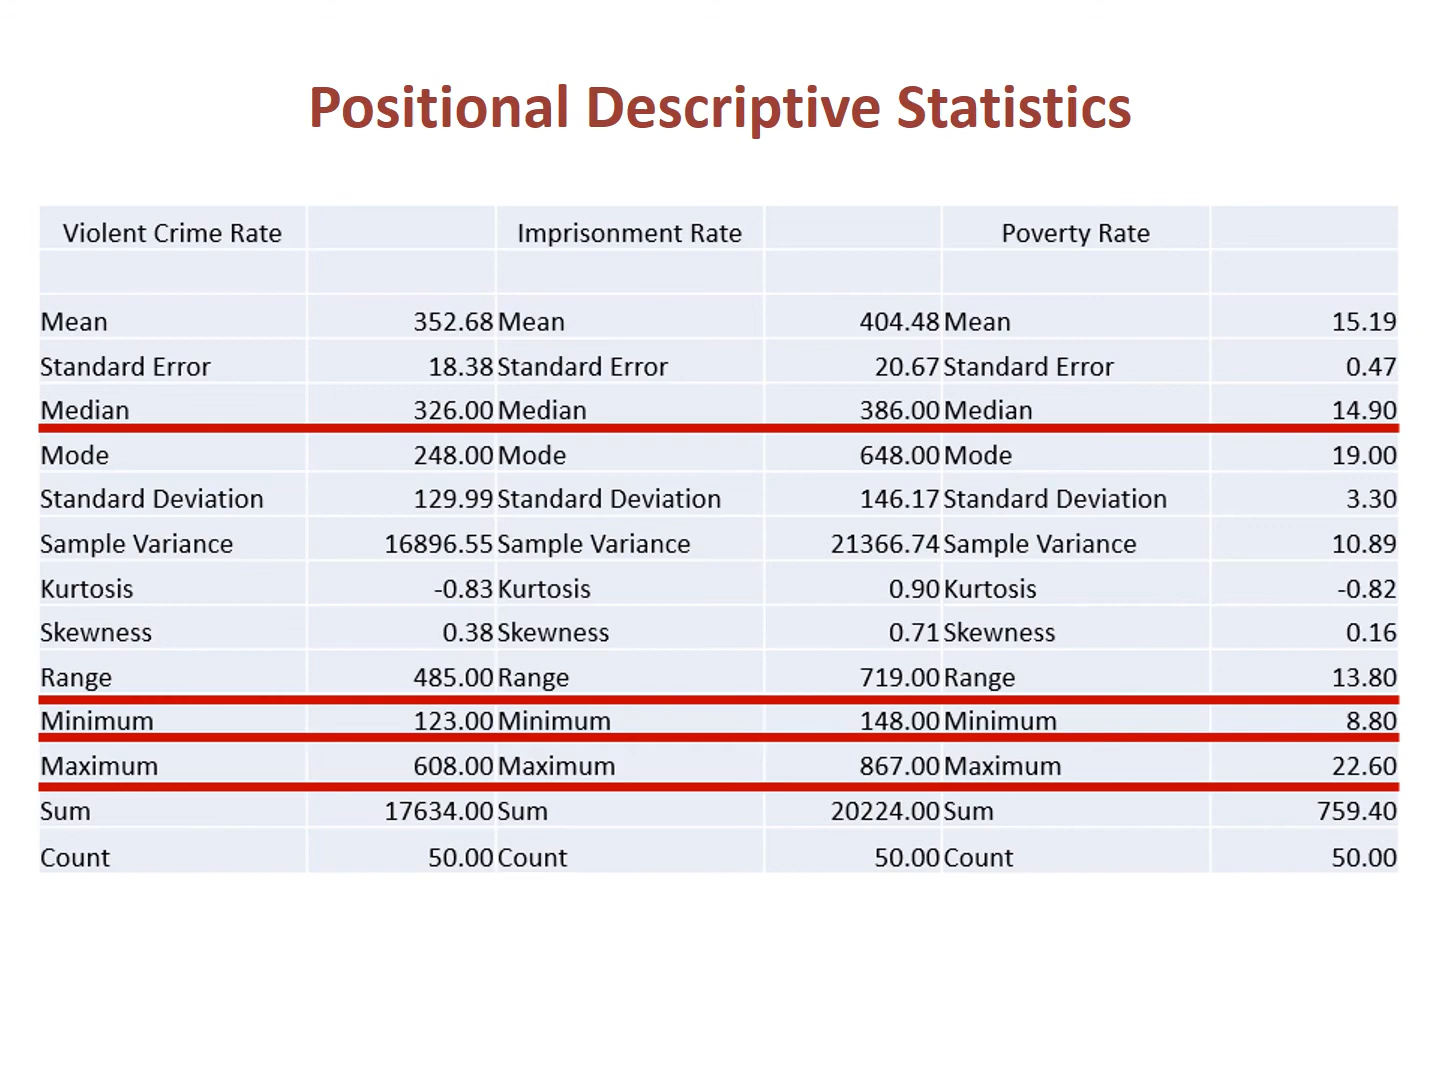 Positional Descriptive Statistics
Violent Crime Rate Imprisonment Rate Poverty Rate
Mean 352.68 Mean 404.48 Mean 15.19
Standard Error 18.38 Standard Error 20.67 Standard Error 0.47
Median 326.00 Median 386.00 Median 14.90
Mode 248.00 Mode 648.00 Mode 19.00
Standard Deviation 129.99 Standard Deviation 146.17 Standard Deviation 3.30
Sample Variance 16896.55 Sample Variance 21366.74 Sample Variance 10.89
Kurtosis -0.83 Kurtosis 0.90 Kurtosis -0.82
Skewness 0.38 Skewness 0.71 Skewness 0.16
Range 485.00 Range 719.00 Range 13.80
Minimum 123.00 Minimum 148.00 Minimum 8.80
Maximum 608.00 Maximum 867.00 Maximum 22.60
Sum 17634.00 Sum 20224.00 Sum 759.40
Count 50.00 Count 50.00 Count 50.00